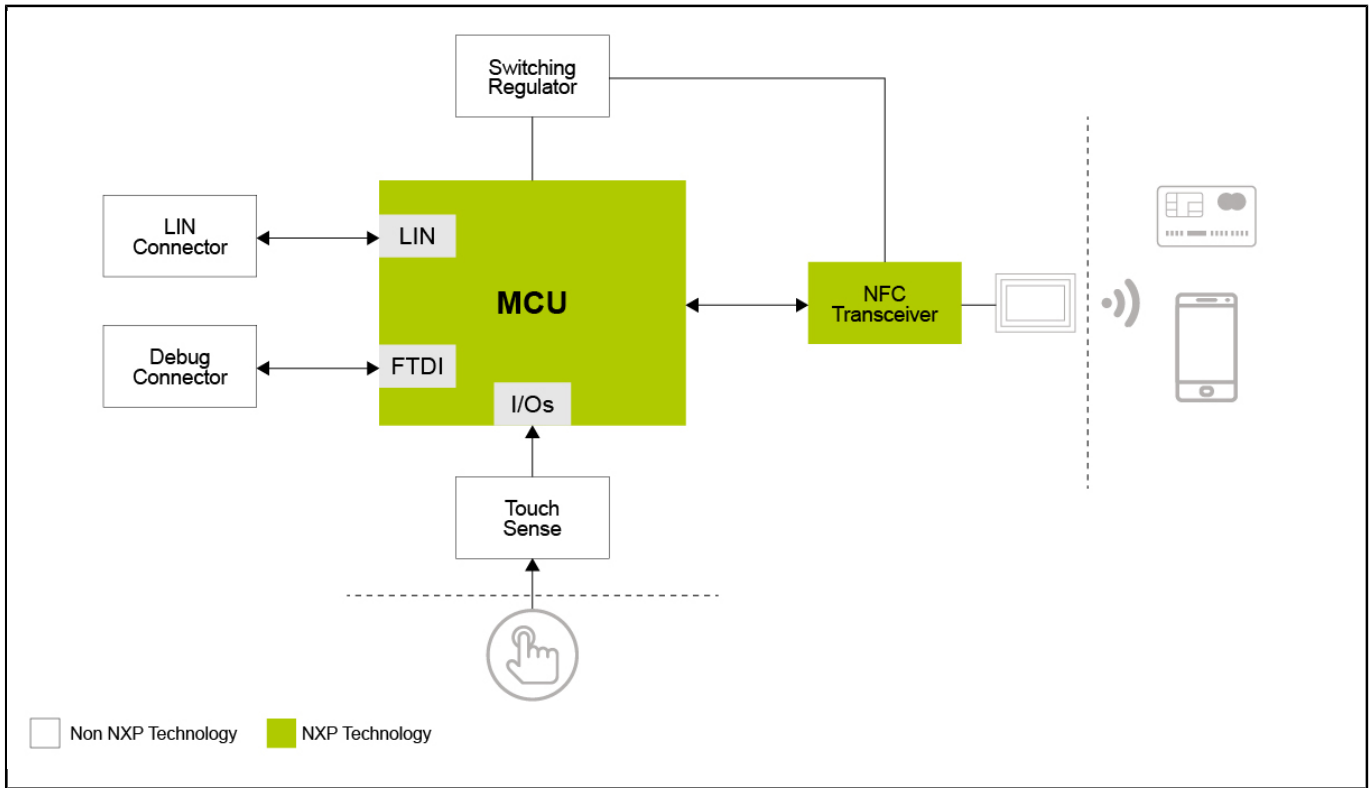 Switching
Regulator
LIN
Connector
LIN
MCU
NFC
Transceiver
Debug
Connector
FTDI
I/Os
Touch
Sense
Non NXP Technology
NXP Technology